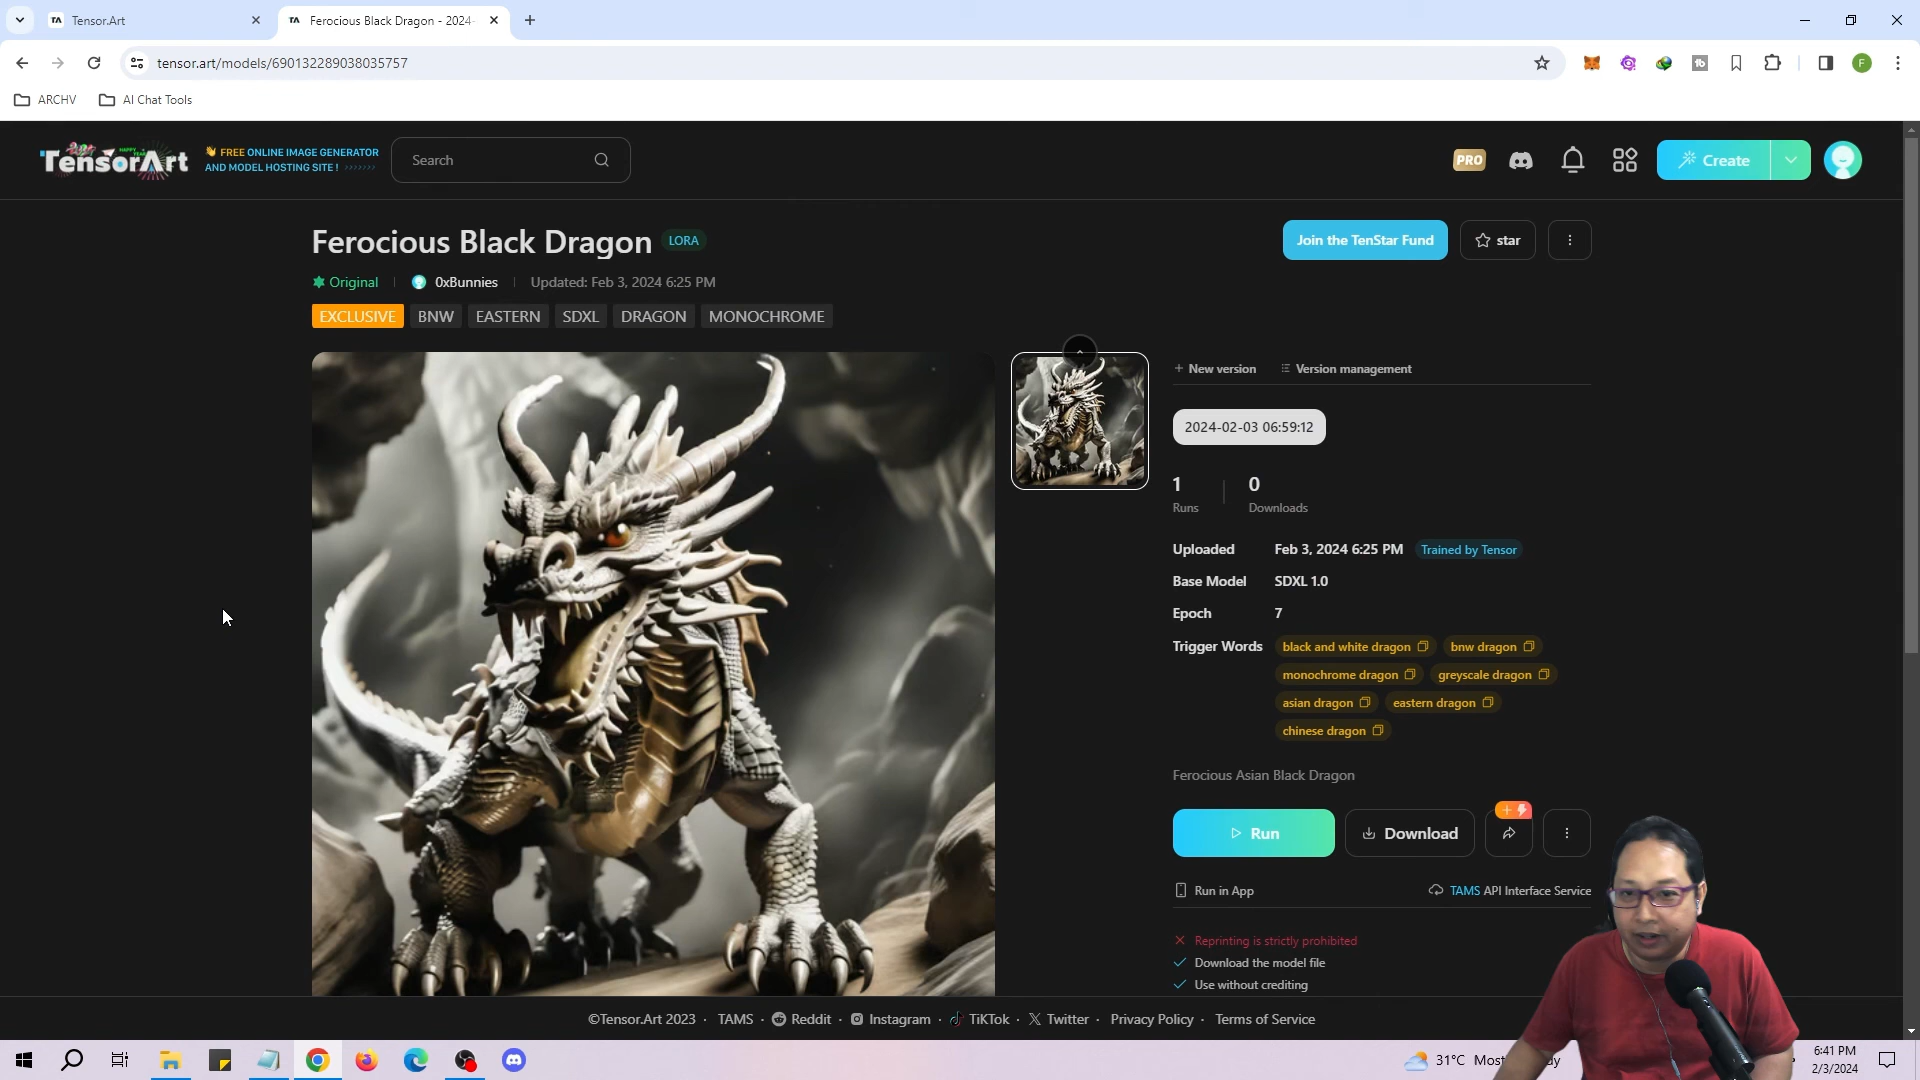 Tensor.Art
Ferocious Black Dragon - 2024-
tensor.art/models/690132289038035757
ARCHV
AI Chat Tools
TensorArt
FREE ONLINE IMAGE GENERATOR
AND MODEL HOSTING SITE ! >>>>>>>
Search
PRO
Create
Ferocious Black Dragon LORA
Join the TenStar Fund
star
Original
0xBunnies
Updated: Feb 3, 2024 6:25 PM
EXCLUSIVE
BNW
EASTERN
SDXL
DRAGON
MONOCHROME
+ New version
Version management
2024-02-03 06:59:12
1
0
Runs
Downloads
Uploaded Feb 3, 2024 6:25 PM Trained by Tensor
Base Model SDXL 1.0
Epoch 7
Trigger Words black and white dragon bnw dragon
monochrome dragon greyscale dragon
asian dragon eastern dragon
chinese dragon
Ferocious Asian Black Dragon
Run
Download
Run in App
TAMS API Interface Service
Reprinting is strictly prohibited
Download the model file
Use without crediting
©Tensor.Art 2023 · TAMS · Reddit · Instagram · TikTok · Twitter · Privacy Policy · Terms of Service
31°C
6:41 PM
2/3/2024
F